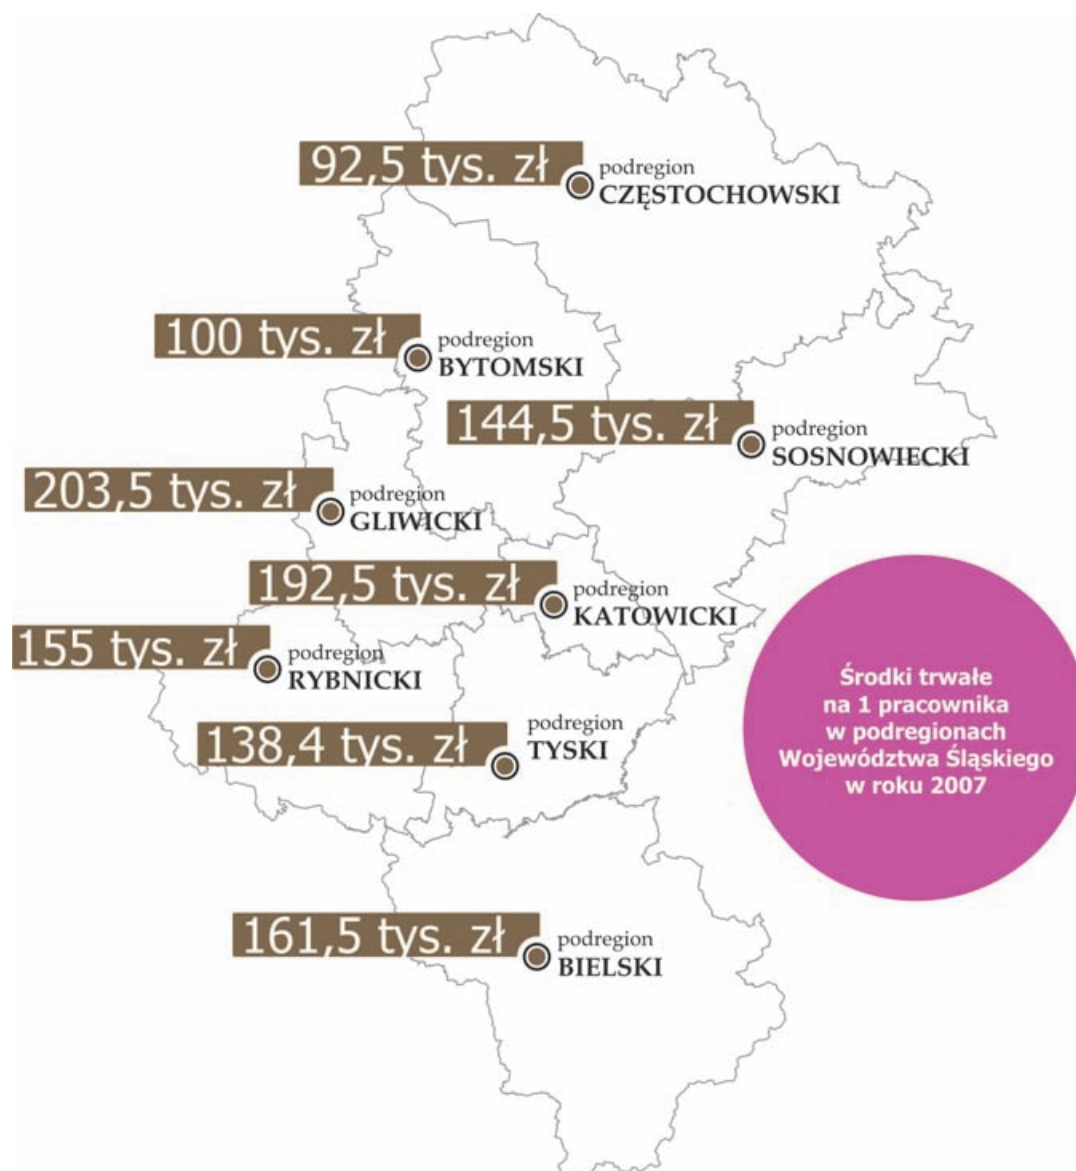 92,5 tys. zł
podregion
CZĘSTOCHOWSKI
100 tys. zł
podregion
BYTOMSKI
144,5 tys. zł
podregion
SOSNOWIECKI
203,5 tys. zł
podregion
GLIWICKI
192,5 tys. zł
podregion
KATOWICKI
155 tys. zł
podregion
RYBNICKI
Środki trwałe
na 1 pracownika
w podregionach
Województwa Śląskiego
w roku 2007
138,4 tys. zł
podregion
TYSKI
161,5 tys. zł
podregion
BIELSKI